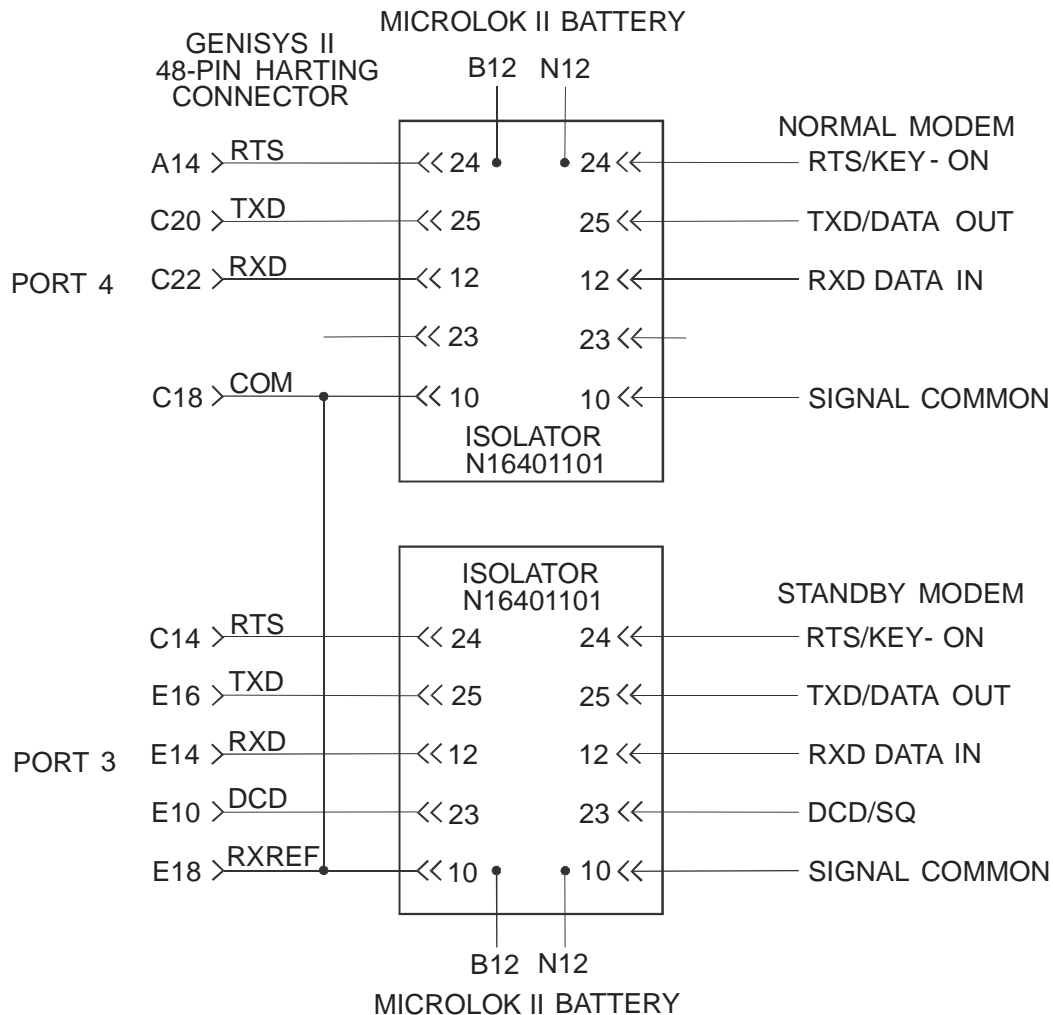 MICROLOK II BATTERY
GENISYS II
48-PIN HARTING
CONNECTOR
B12 N12
NORMAL MODEM
A14 RTS 24 24 RTS/KEY- ON
C20 TXD 25 25 TXD/DATA OUT
PORT 4 C22 RXD 12 12 RXD DATA IN
23 23
C18 COM 10 10 SIGNAL COMMON
ISOLATOR
N16401101
ISOLATOR
N16401101
STANDBY MODEM
C14 RTS 24 24 RTS/KEY- ON
E16 TXD 25 25 TXD/DATA OUT
PORT 3 E14 RXD 12 12 RXD DATA IN
E10 DCD 23 23 DCD/SQ
E18 RXREF 10 10 SIGNAL COMMON
B12 N12
MICROLOK II BATTERY